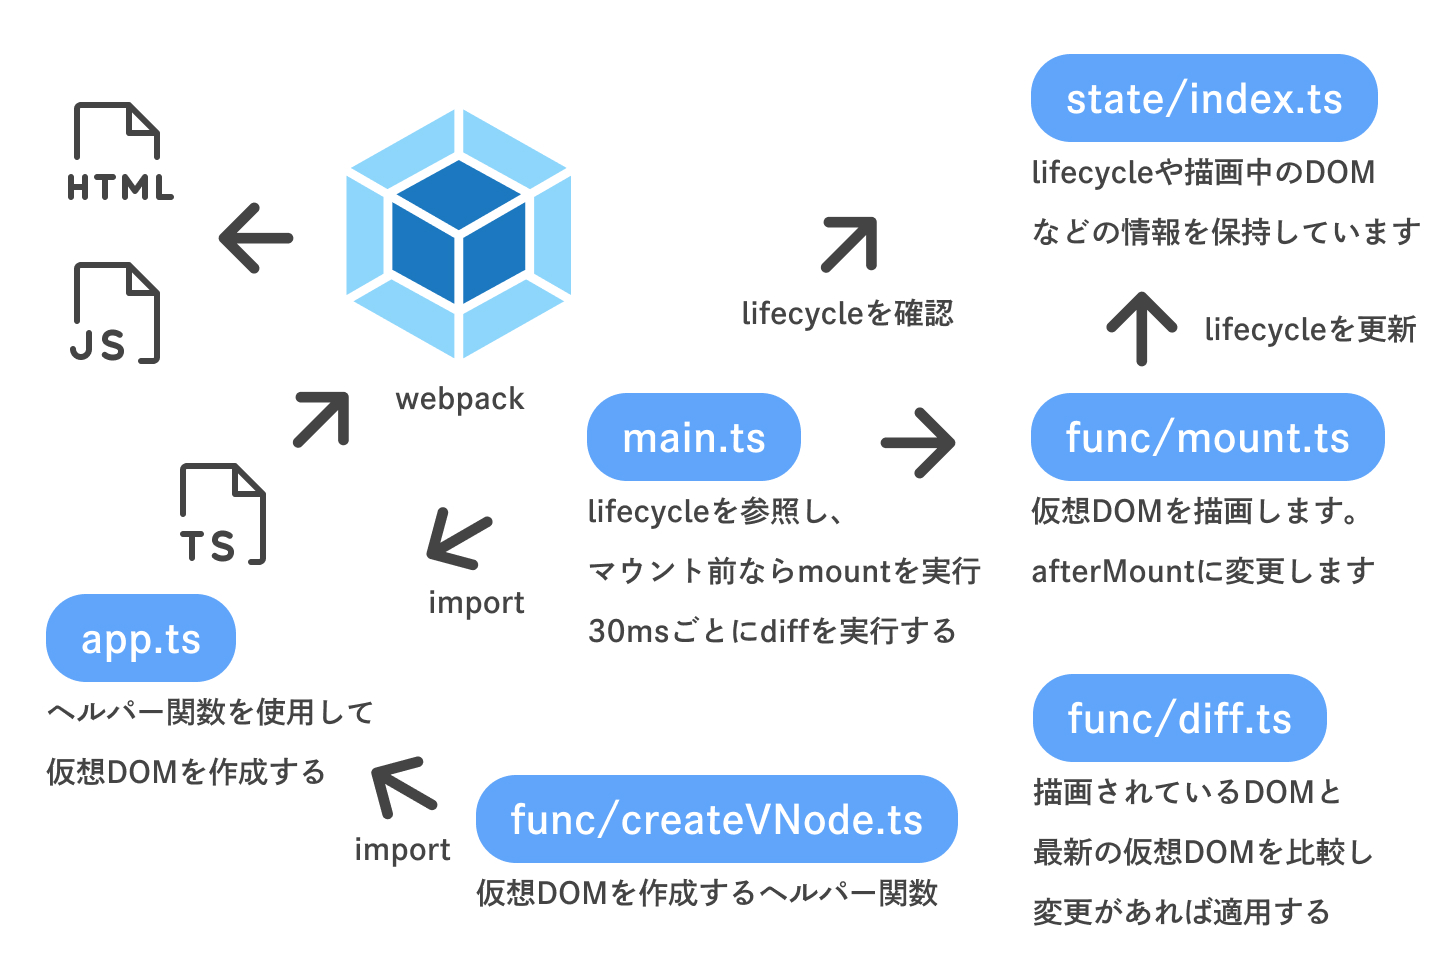 HTML
JS
webpack
TS
app.ts
ヘルパー関数を使用して
仮想DOMを作成する
import
import
func/createVNode.ts
仮想DOMを作成するヘルパー関数
main.ts
lifecycleを参照し、
マウント前ならmountを実行
30msごとにdiffを実行する
lifecycleを確認
state/index.ts
lifecycleや描画中のDOM
などの情報を保持しています
lifecycleを更新
func/mount.ts
仮想DOMを描画します。
afterMountに変更します
func/diff.ts
描画されているDOMと
最新の仮想DOMを比較し
変更があれば適用する